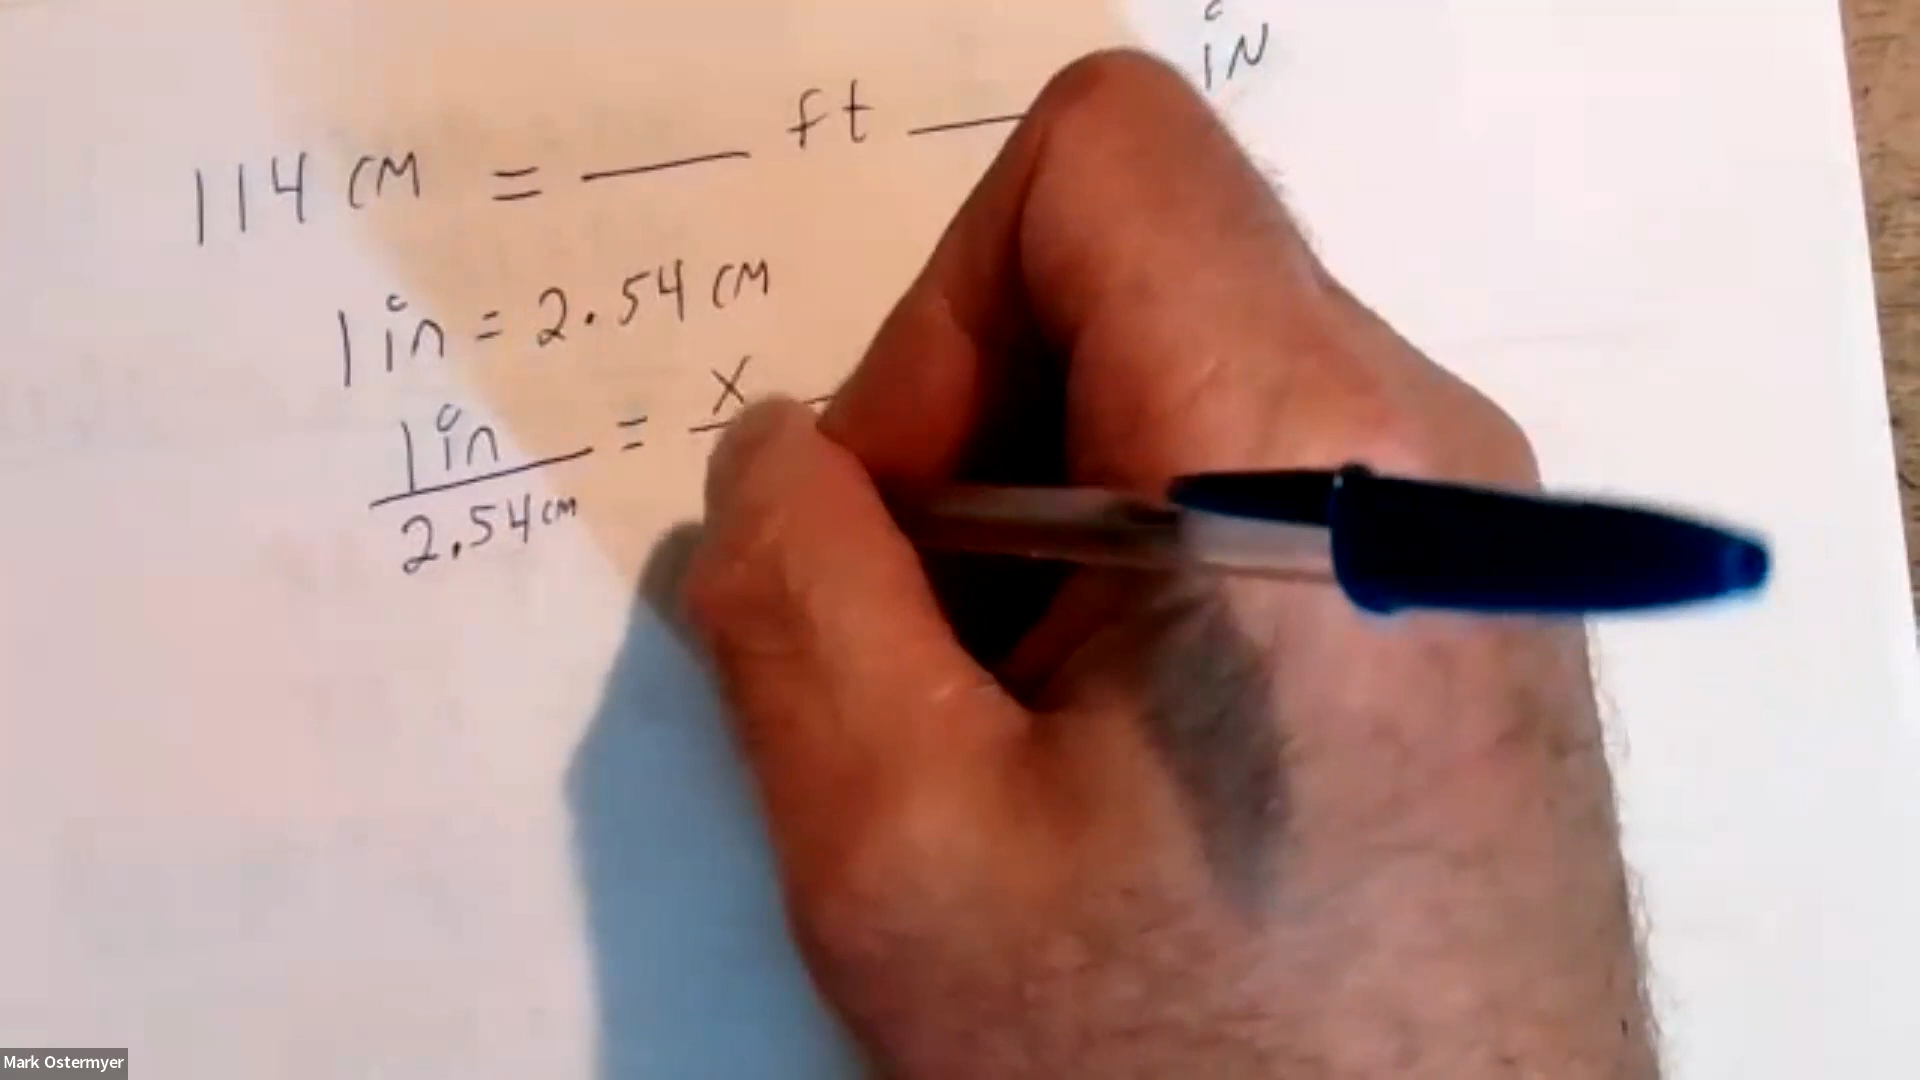 114 cm = ___ ft ___ in
1 in = 2.54 cm
1 in / 2.54 cm = x
Mark Ostermyer